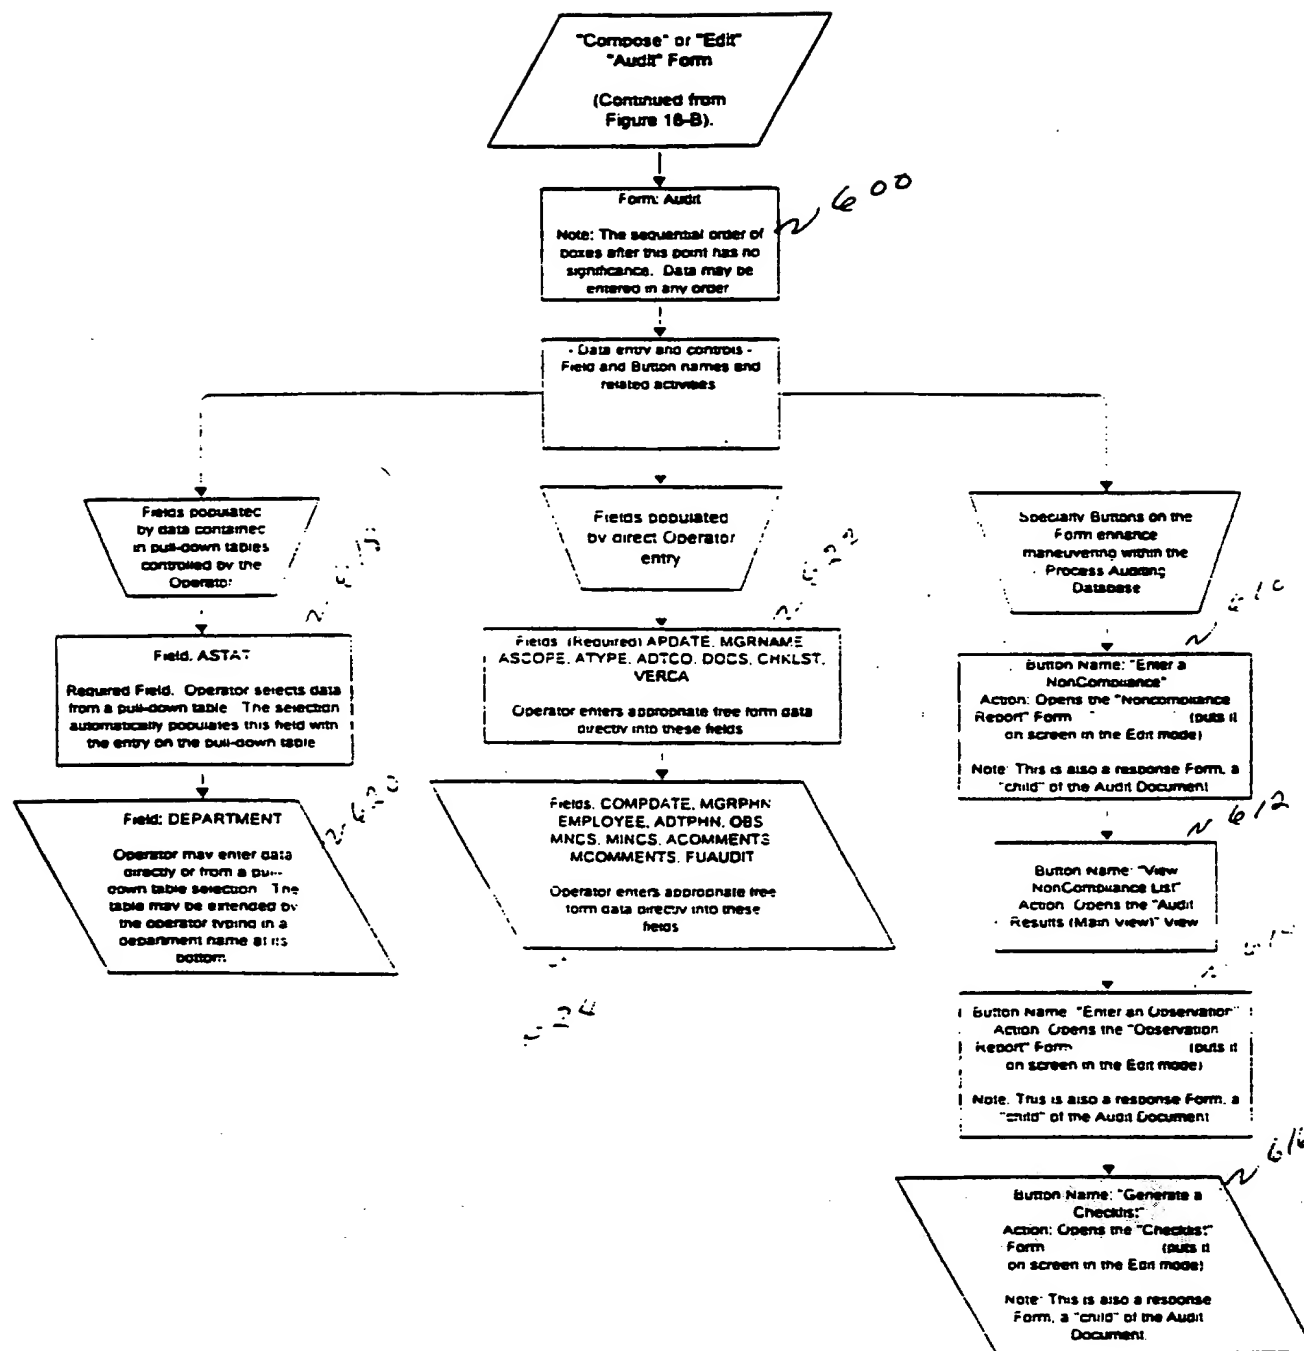 "Compose" or "Edit"
"Audit" Form
(Continued from
Figure 16-B).
Form: Audit
Note: The sequential order of
boxes after this point has no
significance. Data may be
entered in any order
600
- Data entry and controls -
Field and Button names and
related activities
Fields populated
by data contained
in pull-down tables
controlled by the
Operator
Field. ASTAT
Required Field. Operator selects data
from a pull-down table. The selection
automatically populates this field with
the entry on the pull-down table
Field: DEPARTMENT
Operator may enter data
directly or from a pull-
down table selection. The
table may be extended by
the operator typing in a
department name at its
bottom.
620
Fields populated
by direct Operator
entry
622
Fields. (Required) APDATE, MGRNAME
ASCOPE, ATYPE, ADTCO, DOCS, CHKLST,
VERCA
Operator enters appropriate free form data
directly into these fields
Fields. COMPDATE, MGRPHN
EMPLOYEE, ADTPHN, OBS
MNCS, MINCS, ACOMMENTS
MCOMMENTS, FUAUDIT
Operator enters appropriate free
form data directly into these
fields
Specialty Buttons on the
Form enhance
maneuvering within the
Process Auditing
Database
610
Button Name: "Enter a
NonCompliance"
Action: Opens the "Noncompliance
Report" Form (puts it
on screen in the Edit mode)
Note: This is also a response Form, a
"child" of the Audit Document
612
Button Name: "View
NonCompliance List"
Action: Opens the "Audit
Results (Main View)" View
Button Name: "Enter an Observation"
Action: Opens the "Observation
Report" Form (puts it
on screen in the Edit mode)
Note. This is also a response Form, a
"child" of the Audit Document
616
Button Name: "Generate a
Checklist"
Action: Opens the "Checklist"
Form (puts it
on screen in the Edit mode)
Note: This is also a response
Form, a "child" of the Audit
Document.